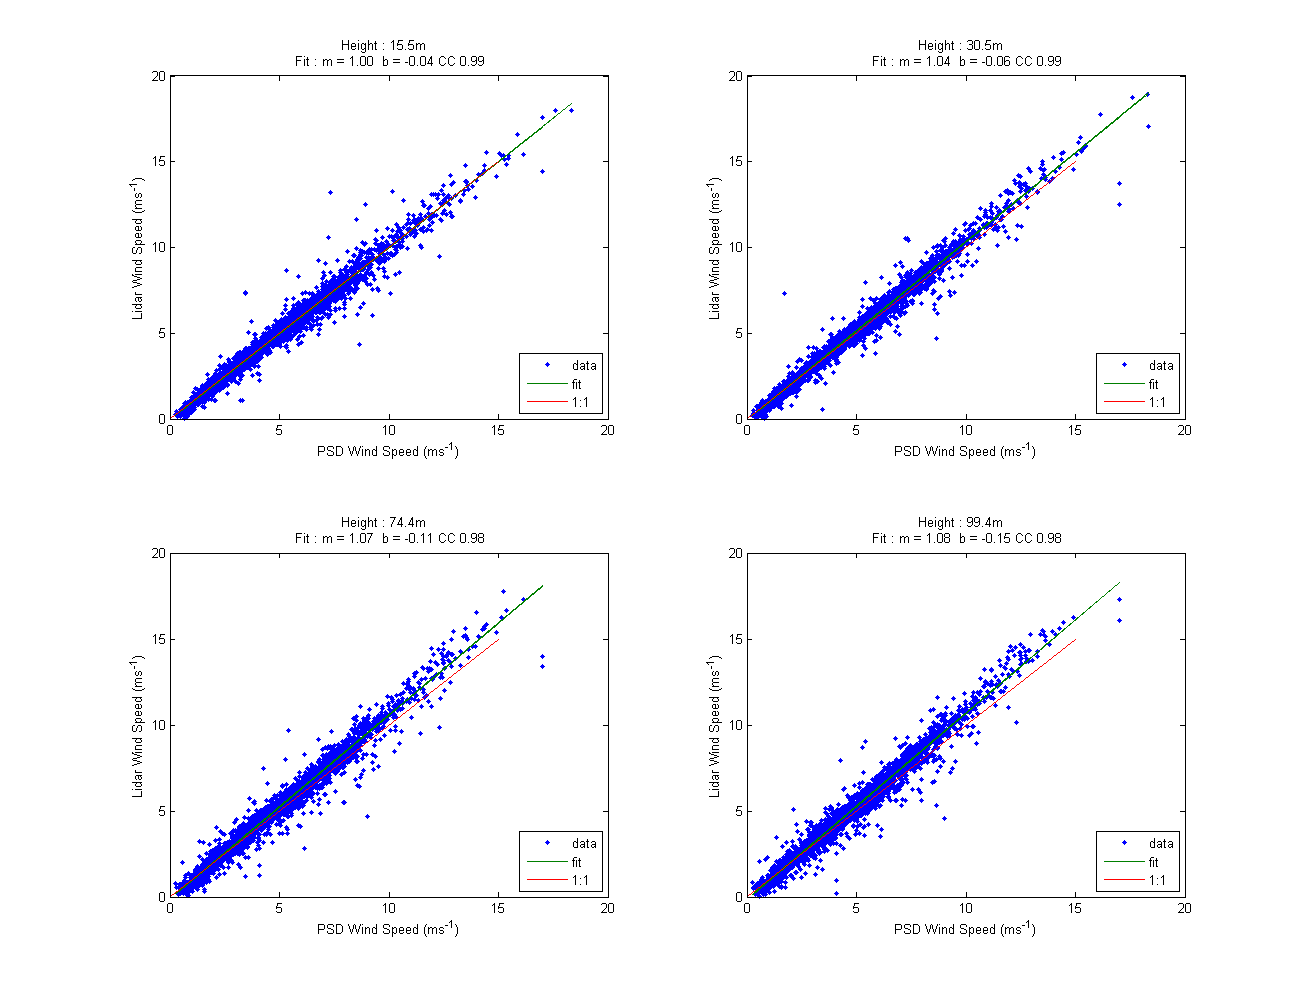 Height : 15.5m
Fit : m = 1.00  b = -0.04 CC 0.99
20
15
10
5
0
0 5 10 15 20
Lidar Wind Speed (ms-1)
PSD Wind Speed (ms-1)
data
fit
1:1
Height : 30.5m
Fit : m = 1.04  b = -0.06 CC 0.99
20
15
10
5
0
0 5 10 15 20
Lidar Wind Speed (ms-1)
PSD Wind Speed (ms-1)
data
fit
1:1
Height : 74.4m
Fit : m = 1.07  b = -0.11 CC 0.98
20
15
10
5
0
0 5 10 15 20
Lidar Wind Speed (ms-1)
PSD Wind Speed (ms-1)
data
fit
1:1
Height : 99.4m
Fit : m = 1.08  b = -0.15 CC 0.98
20
15
10
5
0
0 5 10 15 20
Lidar Wind Speed (ms-1)
PSD Wind Speed (ms-1)
data
fit
1:1